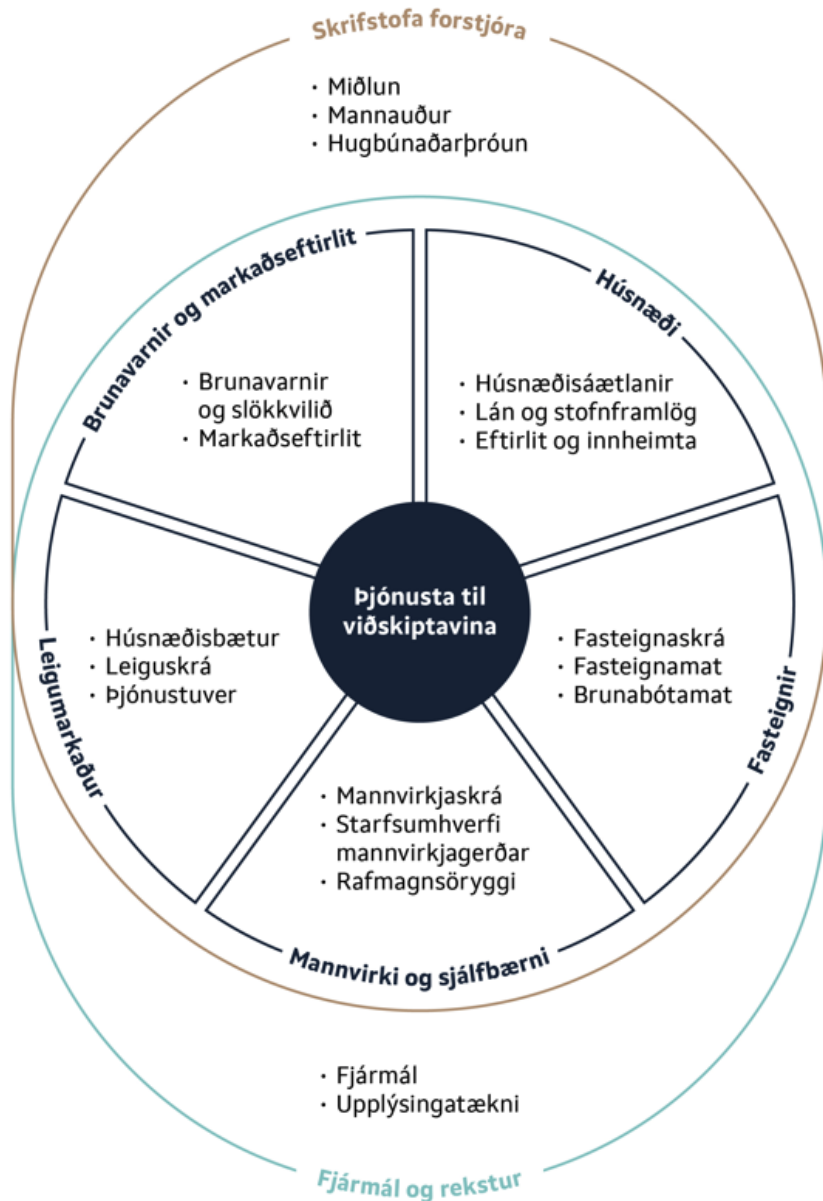 Skrifstofa forstjóra
· Miðlun
· Mannauður
· Hugbúnaðarþróun
Brunavarnir og markaðseftirlit
· Brunavarnir
og slökkvilið
· Markaðseftirlit
Húsnæði
· Húsnæðisáætlanir
· Lán og stofnframlög
· Eftirlit og innheimta
Þjónusta til
viðskiptavina
Leigumarkaður
· Húsnæðisbætur
· Leiguskrá
· Þjónustuver
· Fasteignaskrá
· Fasteignamat
· Brunabótamat
Fasteignir
· Mannvirkjaskrá
· Starfsumhverfi
mannvirkjagerðar
· Rafmagnsöryggi
Mannvirki og sjálfbærni
· Fjármál
· Upplýsingatækni
Fjármál og rekstur